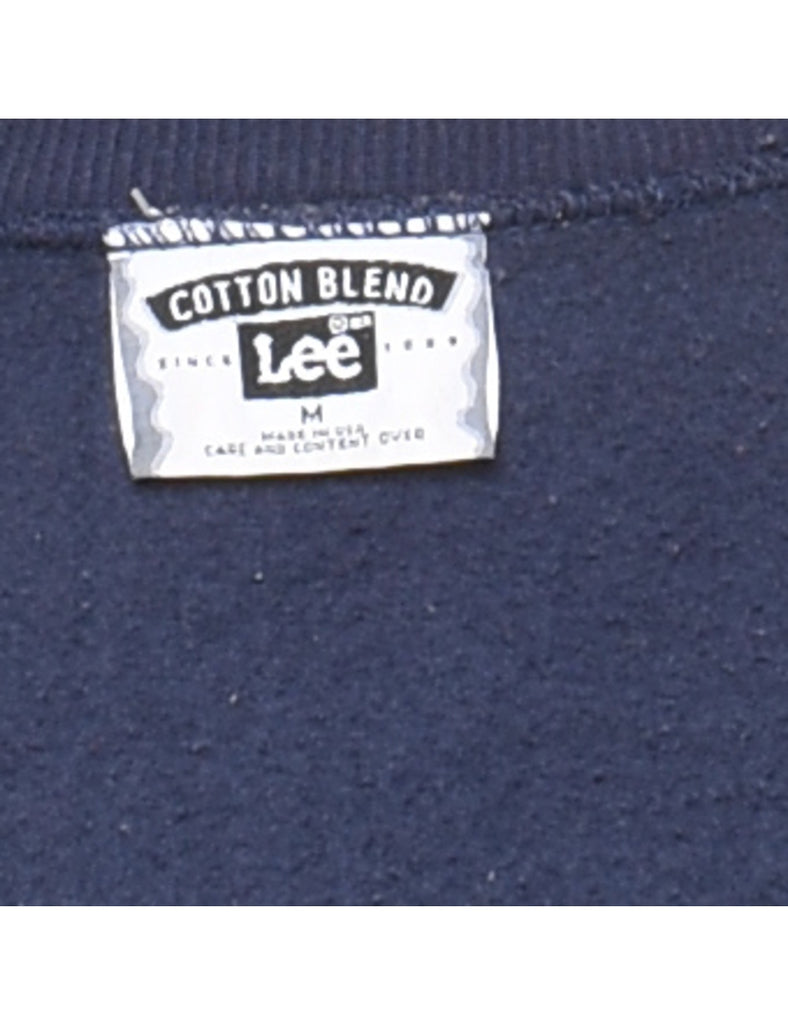 COTTON BLEND
SINCE Lee 1889
M
MADE IN USA
CARE AND CONTENT OVER